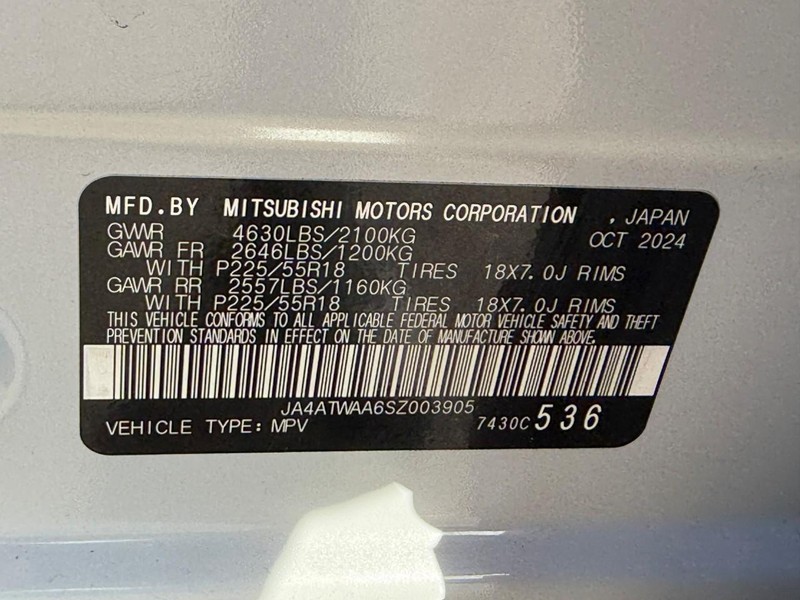 MFD.BY MITSUBISHI MOTORS CORPORATION , JAPAN
GVWR 4630LBS/2100KG OCT 2024
GAWR FR 2646LBS/1200KG
WITH P225/55R18 TIRES 18X7.0J RIMS
GAWR RR 2557LBS/1160KG
WITH P225/55R18 TIRES 18X7.0J RIMS
THIS VEHICLE CONFORMS TO ALL APPLICABLE FEDERAL MOTOR VEHICLE SAFETY AND THEFT
PREVENTION STANDARDS IN EFFECT ON THE DATE OF MANUFACTURE SHOWN ABOVE.
JA4ATWAA6SZ003905
VEHICLE TYPE: MPV 7430C 536